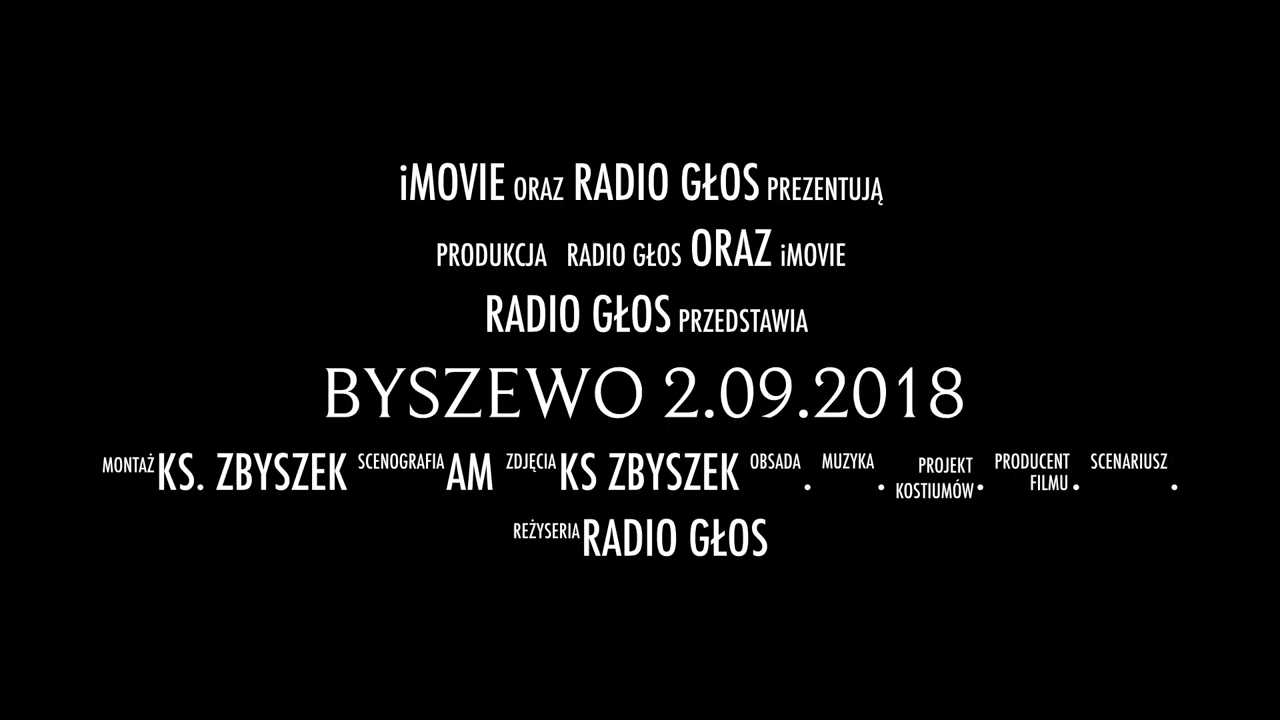 iMOVIE ORAZ RADIO GŁOS PREZENTUJĄ
PRODUKCJA RADIO GŁOS ORAZ iMOVIE
RADIO GŁOS PRZEDSTAWIA
BYSZEWO 2.09.2018
MONTAŻ KS. ZBYSZEK SCENOGRAFIA AM ZDJĘCIA KS ZBYSZEK OBSADA . MUZYKA . PROJEKT KOSTIUMÓW . PRODUCENT FILMU . SCENARIUSZ .
REŻYSERIA RADIO GŁOS